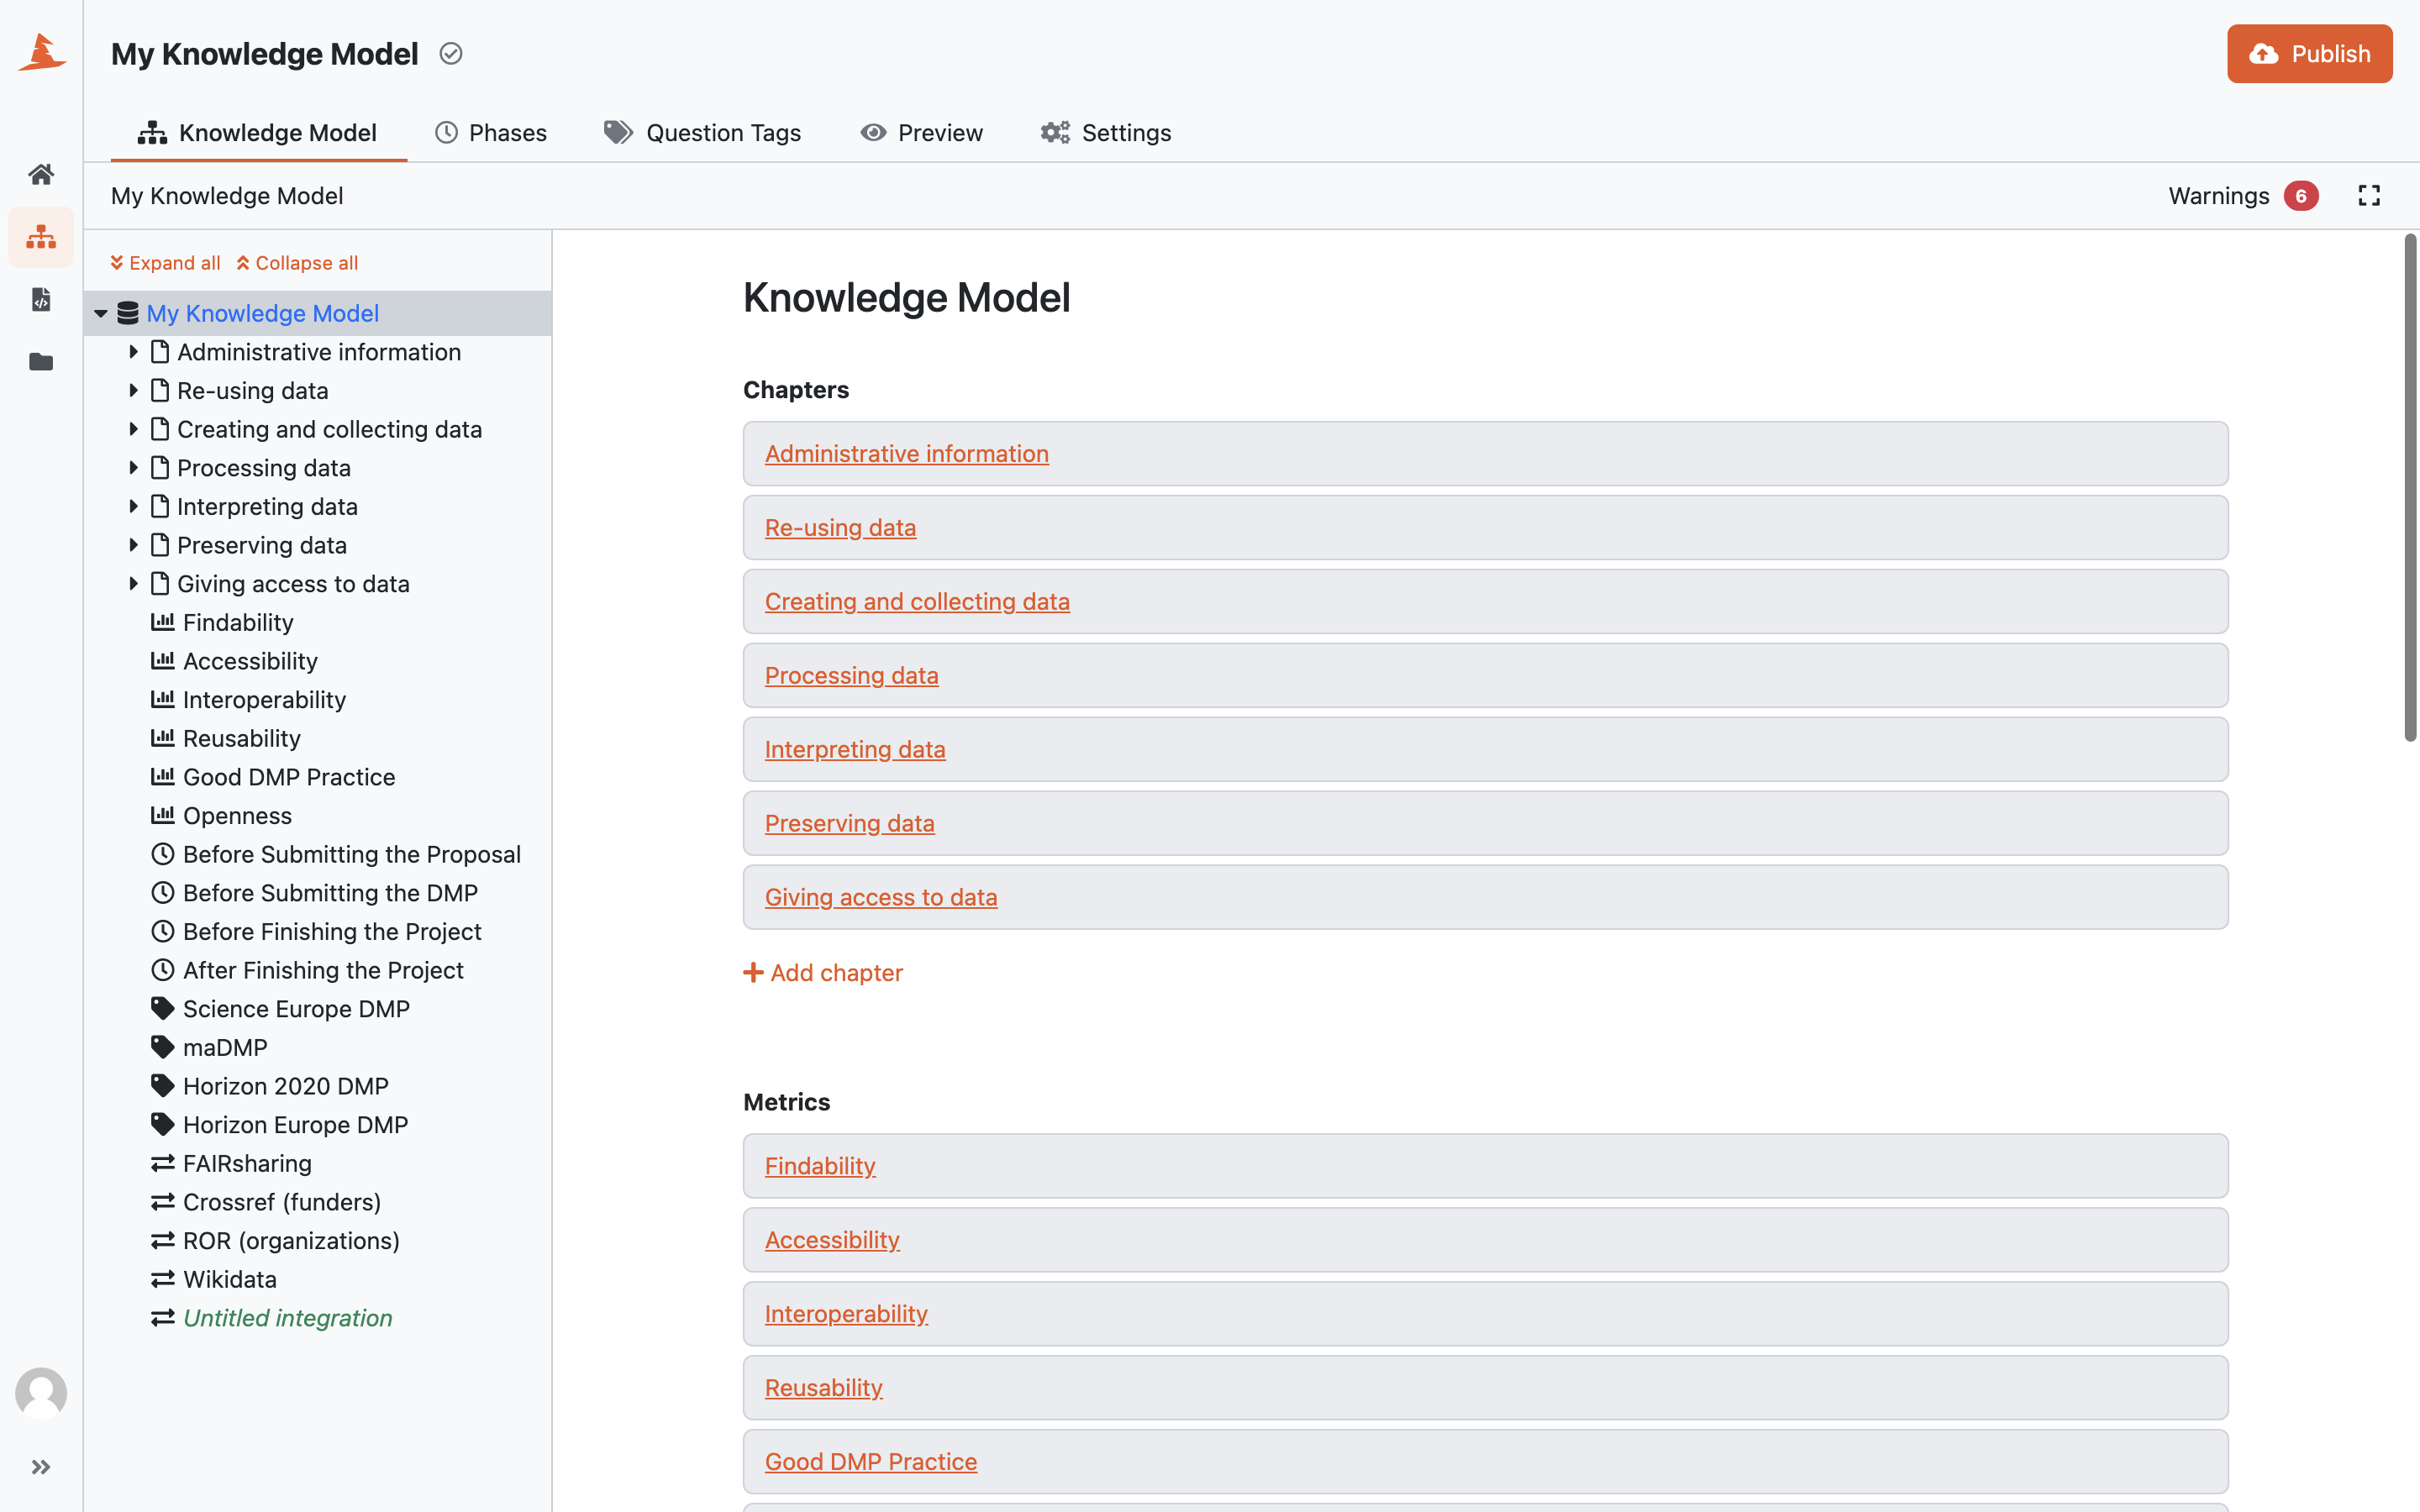 My Knowledge Model
Publish
Knowledge Model
Phases
Question Tags
Preview
Settings
My Knowledge Model
Warnings 6
Expand all
Collapse all
My Knowledge Model
Administrative information
Re-using data
Creating and collecting data
Processing data
Interpreting data
Preserving data
Giving access to data
Findability
Accessibility
Interoperability
Reusability
Good DMP Practice
Openness
Before Submitting the Proposal
Before Submitting the DMP
Before Finishing the Project
After Finishing the Project
Science Europe DMP
maDMP
Horizon 2020 DMP
Horizon Europe DMP
FAIRsharing
Crossref (funders)
ROR (organizations)
Wikidata
Untitled integration
Knowledge Model
Chapters
Administrative information
Re-using data
Creating and collecting data
Processing data
Interpreting data
Preserving data
Giving access to data
Add chapter
Metrics
Findability
Accessibility
Interoperability
Reusability
Good DMP Practice